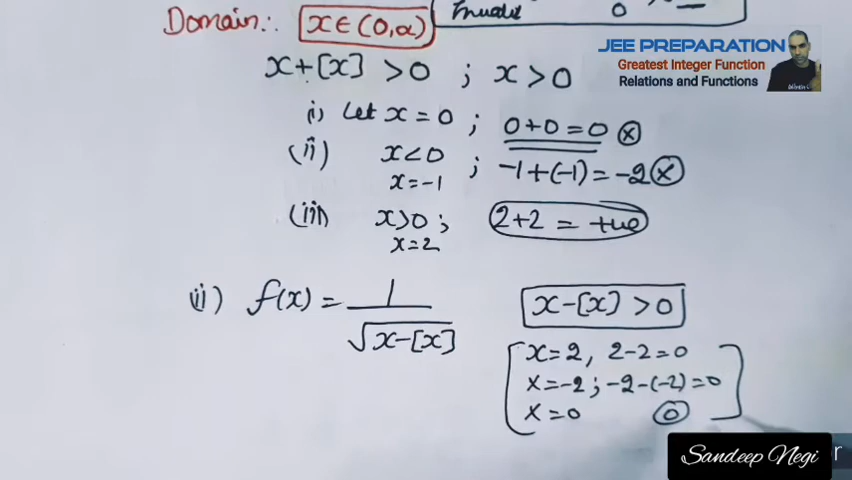 Domain:. x∈(0,α)
Invalid 0
JEE PREPARATION
Greatest Integer Function
Relations and Functions
x+[x] >0 ; x>0
(i) Let x=0 ; 0+0=0 ⓧ
(ii) x<0 ; -1+(-1)=-2 ⓧ
x=-1
(iii) x>0 ; 2+2 = +ve
x=2
ii) f(x) = 1/√x-[x]
x-[x] >0
x=2, 2-2=0
x=-2; -2-(-2)=0
x=0 0
Sandeep Negi